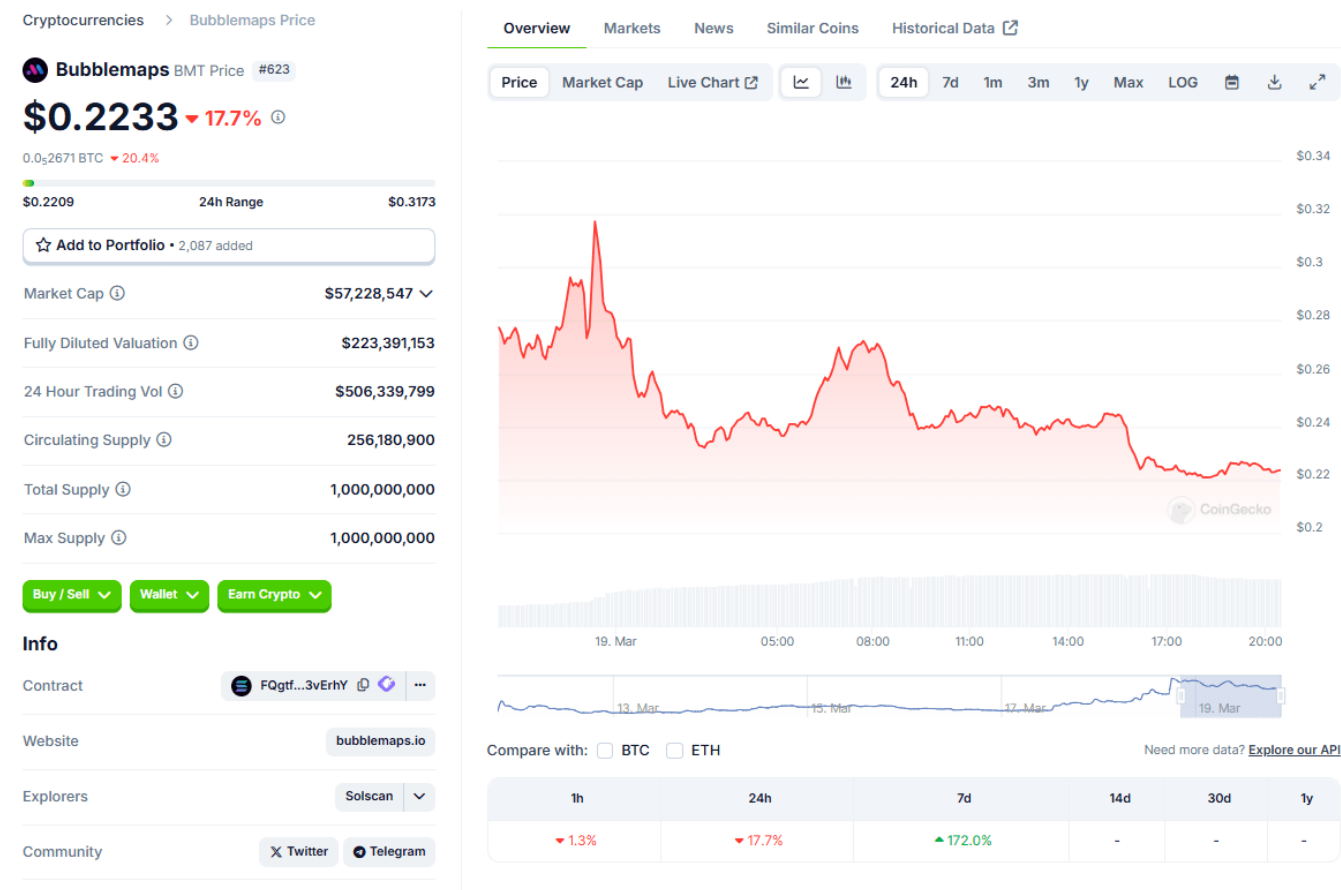 Cryptocurrencies > Bubblemaps Price
Bubblemaps BMT Price #623
$0.2233 17.7%
0.0₅2671 BTC 20.4%
$0.2209 24h Range $0.3173
Add to Portfolio • 2,087 added
Market Cap $57,228,547
Fully Diluted Valuation $223,391,153
24 Hour Trading Vol $506,339,799
Circulating Supply 256,180,900
Total Supply 1,000,000,000
Max Supply 1,000,000,000
Buy / Sell Wallet Earn Crypto
Info
Contract FQgtf...3vErhY
Website bubblemaps.io
Explorers Solscan
Community Twitter Telegram
Overview Markets News Similar Coins Historical Data
Price Market Cap Live Chart 24h 7d 1m 3m 1y Max LOG
$0.34
$0.32
$0.3
$0.28
$0.26
$0.24
$0.22
$0.2
CoinGecko
19. Mar 05:00 08:00 11:00 14:00 17:00 20:00
13. Mar 15. Mar 17. Mar 19. Mar
Compare with: BTC ETH Need more data? Explore our API
1h 24h 7d 14d 30d 1y
1.3% 17.7% 172.0% - - -